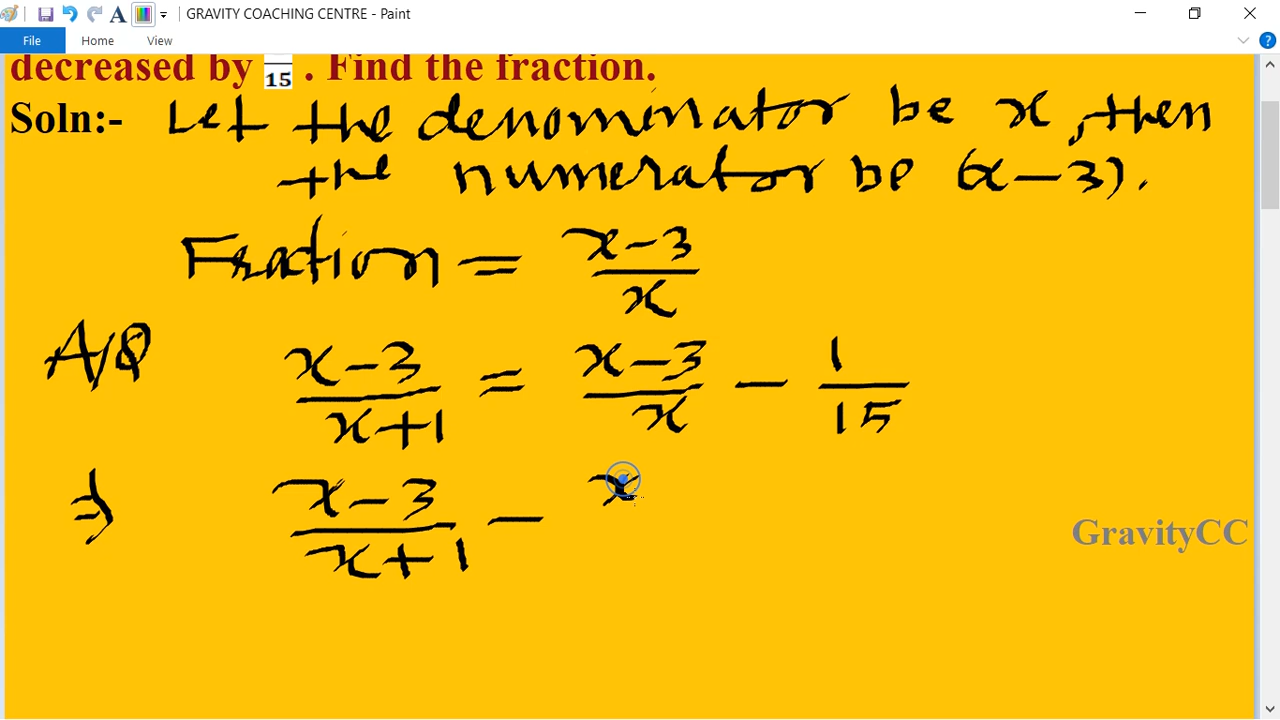 GRAVITY COACHING CENTRE - Paint
File Home View
decreased by 1/15 . Find the fraction.
Soln:- Let the denominator be x, then
the numerator be (x-3).
Fration = x-3/x
A/Q x-3/x+1 = x-3/x - 1/15
=> x-3/x+1 - x
GravityCC